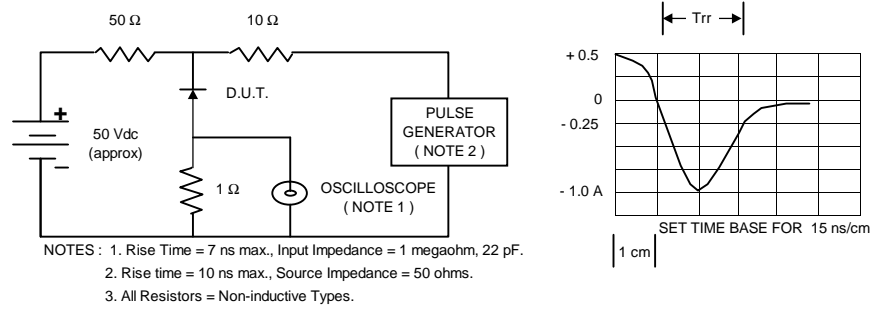 50 Ω
10 Ω
D.U.T.
+
50 Vdc
(approx)
−
1 Ω
OSCILLOSCOPE
( NOTE 1 )
PULSE
GENERATOR
( NOTE 2 )
Trr
+ 0.5
0
- 0.25
- 1.0 A
SET TIME BASE FOR 15 ns/cm
1 cm
NOTES : 1. Rise Time = 7 ns max., Input Impedance = 1 megaohm, 22 pF.
2. Rise time = 10 ns max., Source Impedance = 50 ohms.
3. All Resistors = Non-inductive Types.